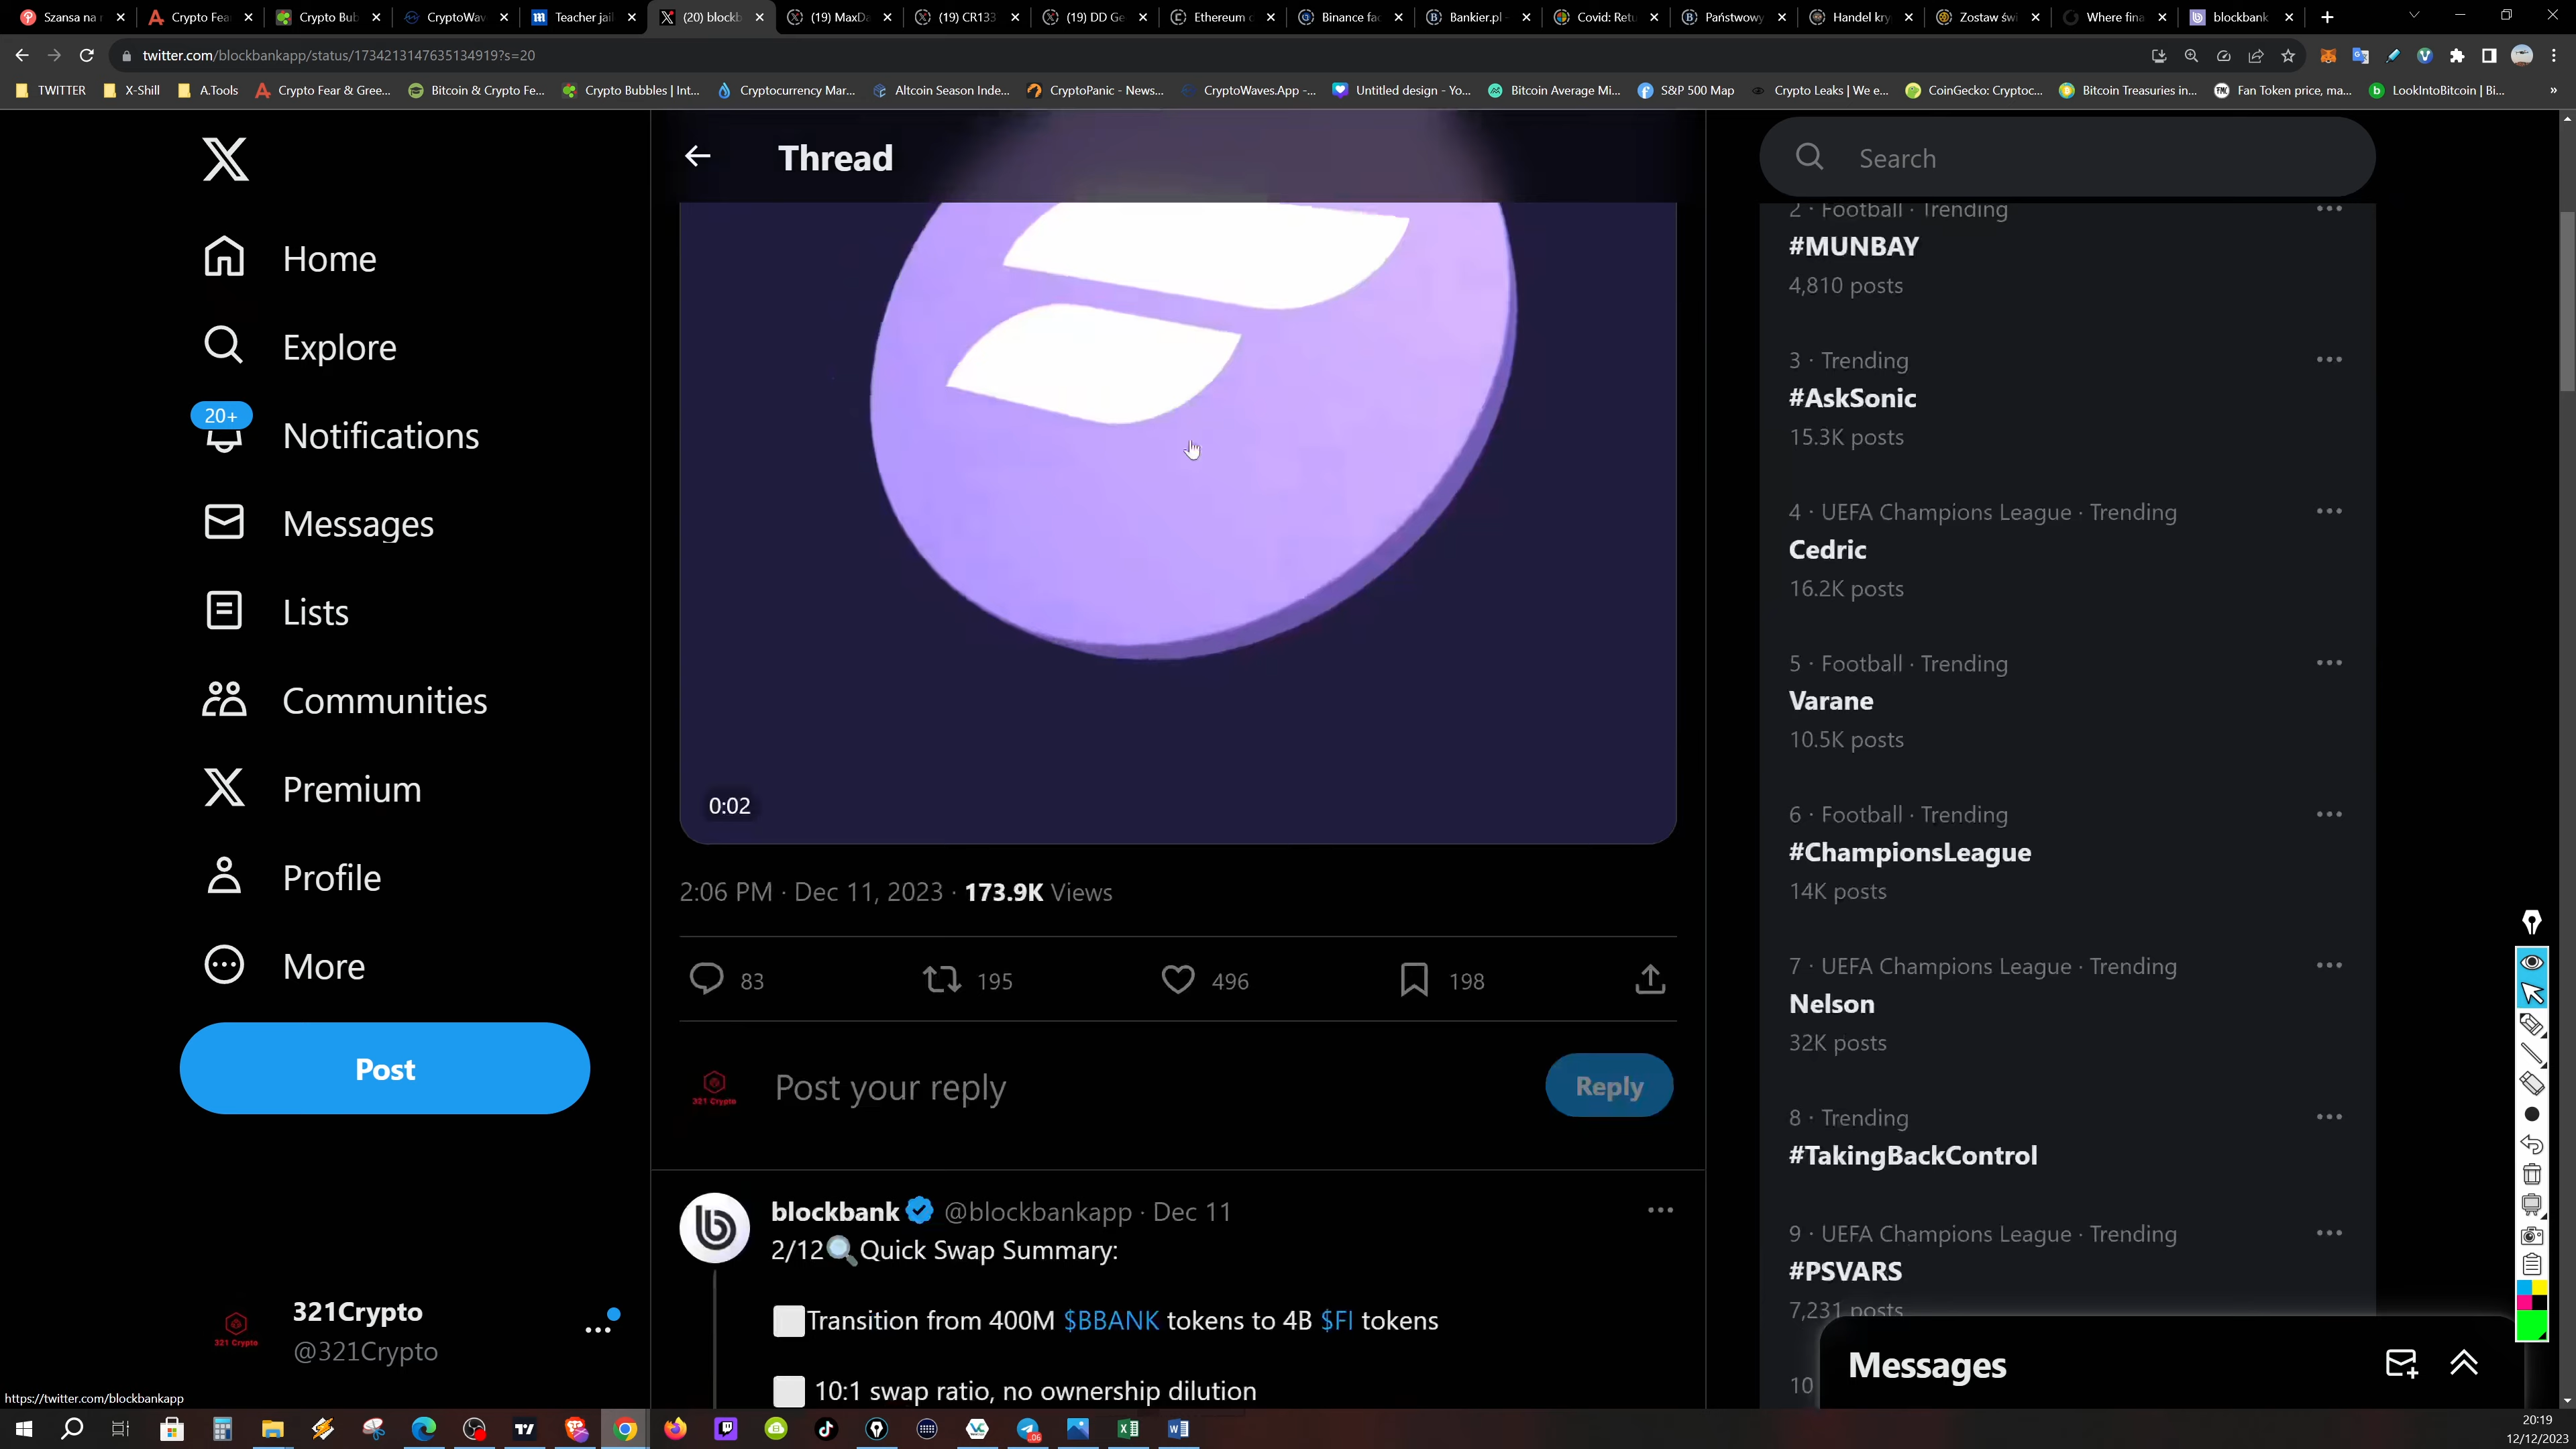 Szansa na
Crypto Fea
Crypto Bub
CryptoWav
Teacher jail
(20) blockb
(19) MaxDa
(19) CR133
(19) DD Ge
Ethereum
Binance fac
Bankier.pl -
Covid: Retu
Państwowy
Handel kry
Zostaw świ
Where fina
blockbank
twitter.com/blockbankapp/status/1734213147635134919?s=20
TWITTER
X-Shill
A.Tools
Crypto Fear & Gree...
Bitcoin & Crypto Fe...
Crypto Bubbles | Int...
Cryptocurrency Mar...
Altcoin Season Inde...
CryptoPanic - News...
CryptoWaves.App -...
Untitled design - Yo...
Bitcoin Average Mi...
S&P 500 Map
Crypto Leaks | We e...
CoinGecko: Cryptoc...
Bitcoin Treasuries in...
Fan Token price, ma...
LookIntoBitcoin | Bi...
»
Home
Explore
20+
Notifications
Messages
Lists
Communities
Premium
Profile
More
Post
321Crypto
@321Crypto
https://twitter.com/blockbankapp
Thread
0:02
2:06 PM · Dec 11, 2023 · 173.9K Views
83 195 496 198
321 Crypto
Post your reply
Reply
blockbank @blockbankapp · Dec 11
2/12🔍Quick Swap Summary:
Transition from 400M $BBANK tokens to 4B $FI tokens
10:1 swap ratio, no ownership dilution
Search
2 · Football · Trending
#MUNBAY
4,810 posts
3 · Trending
#AskSonic
15.3K posts
4 · UEFA Champions League · Trending
Cedric
16.2K posts
5 · Football · Trending
Varane
10.5K posts
6 · Football · Trending
#ChampionsLeague
14K posts
7 · UEFA Champions League · Trending
Nelson
32K posts
8 · Trending
#TakingBackControl
9 · UEFA Champions League · Trending
#PSVARS
7,231 posts
10
Messages
20:19
12/12/2023